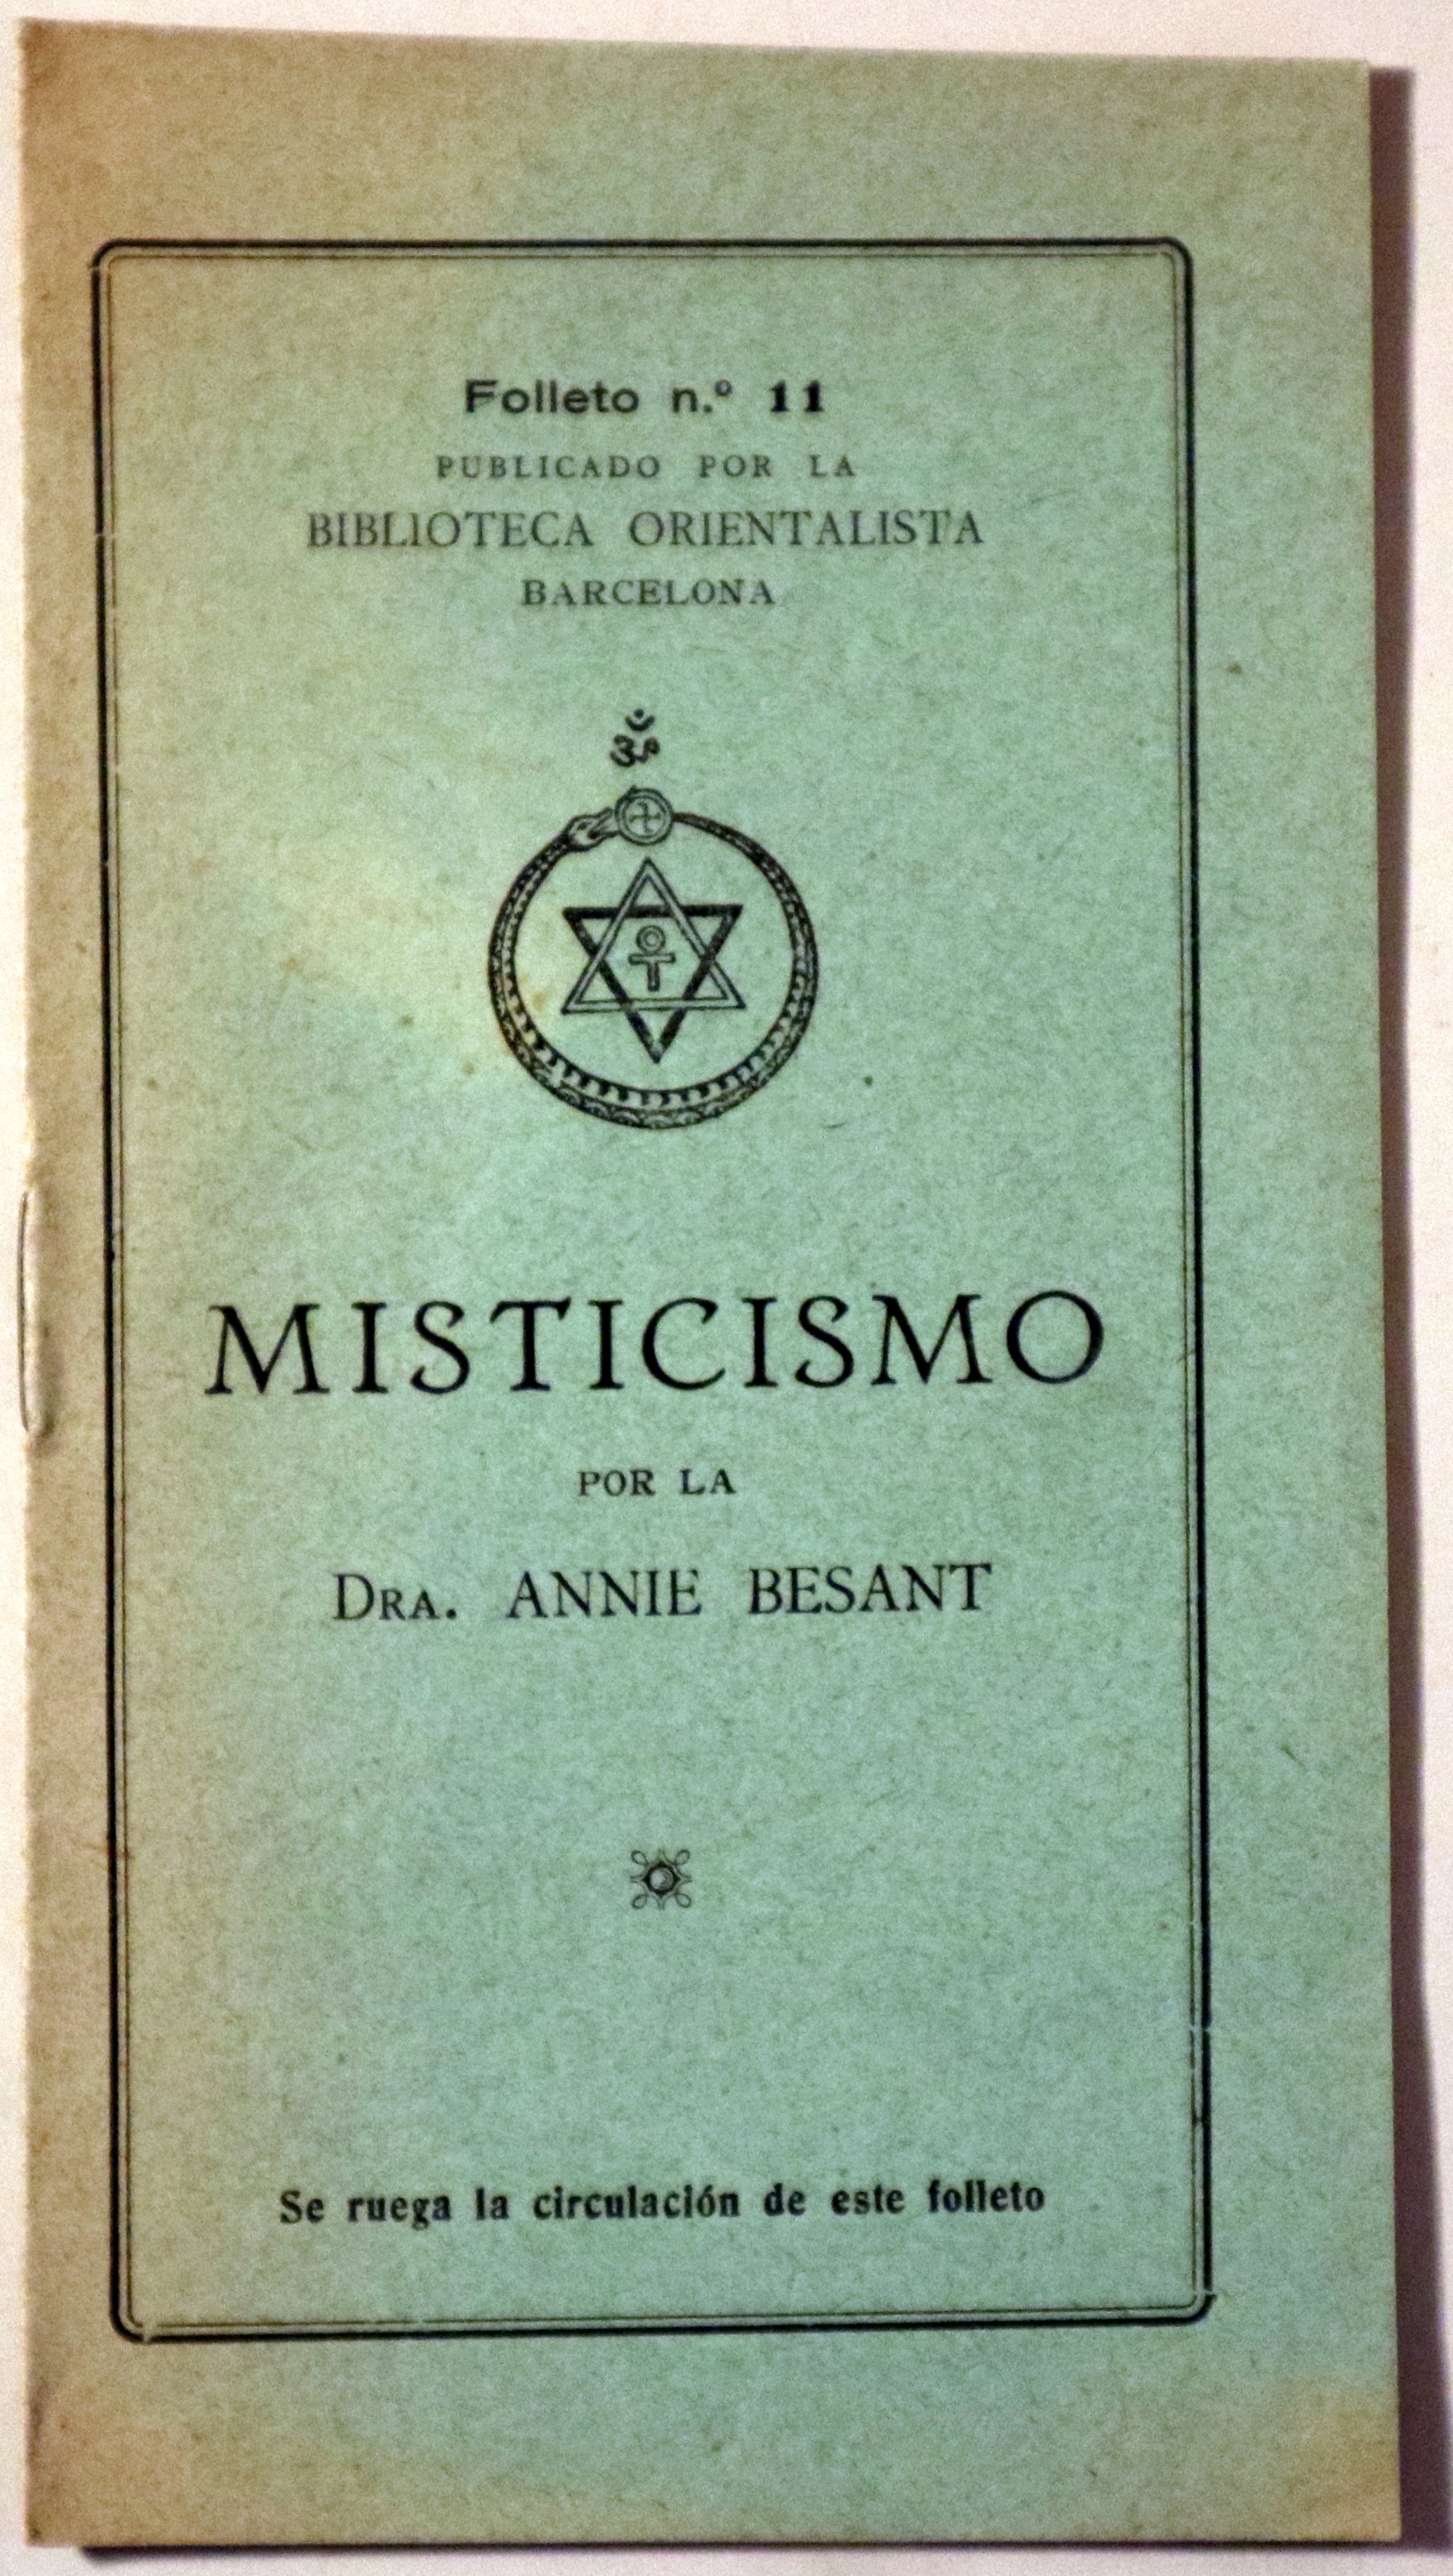 Folleto n.º 11
PUBLICADO POR LA
BIBLIOTECA ORIENTALISTA
BARCELONA
ॐ
MISTICISMO
POR LA
DRA. ANNIE BESANT
Se ruega la circulación de este folleto